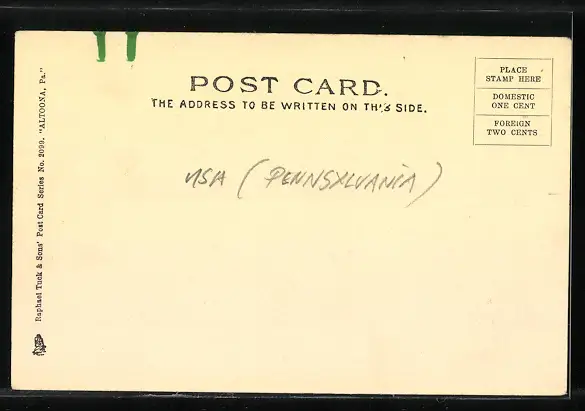 POST CARD.
THE ADDRESS TO BE WRITTEN ON THIS SIDE.
PLACE
STAMP HERE
DOMESTIC
ONE CENT
FOREIGN
TWO CENTS
USA (PENNSYLVANIA)
Raphael Tuck & Sons' Post Card Series No. 2099. "ALTOONA, Pa."